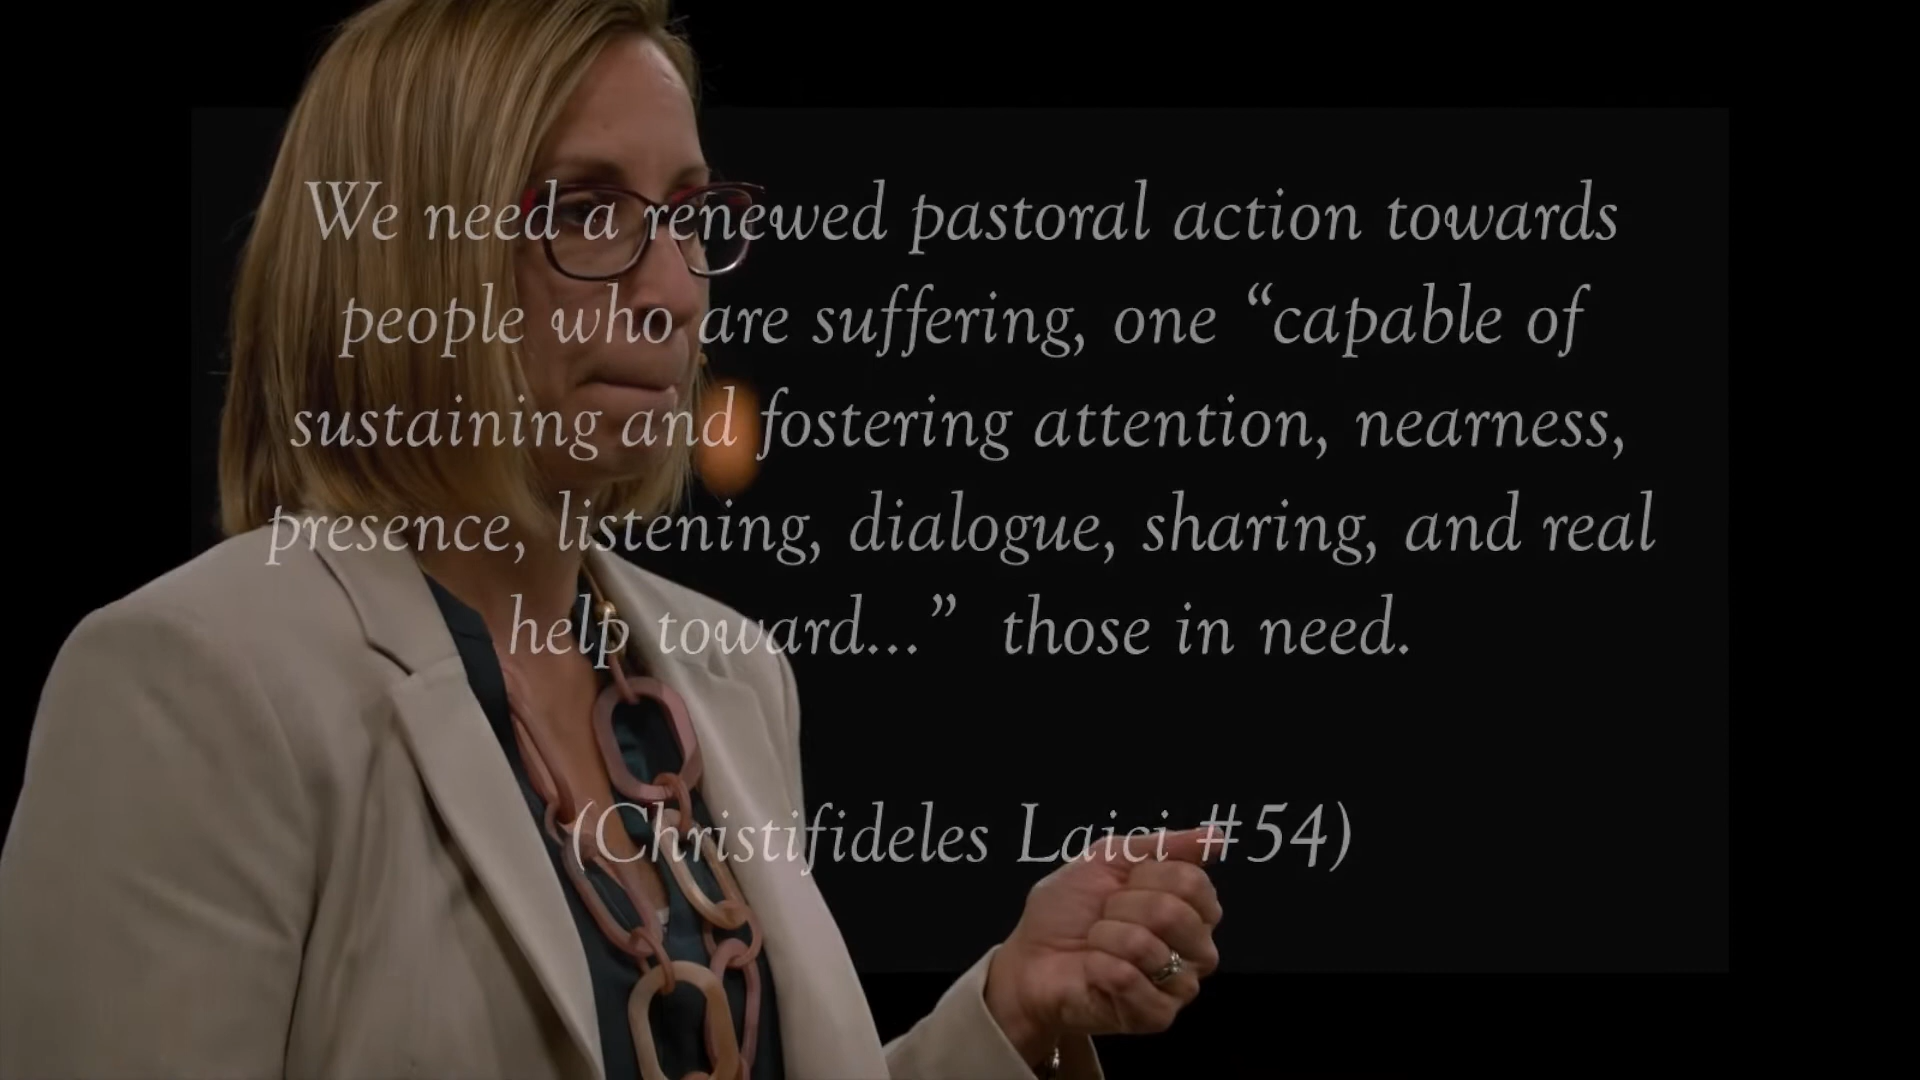 We need a renewed pastoral action towards
people who are suffering, one “capable of
sustaining and fostering attention, nearness,
presence, listening, dialogue, sharing, and real
help toward...”  those in need.
(Christifideles Laici #54)